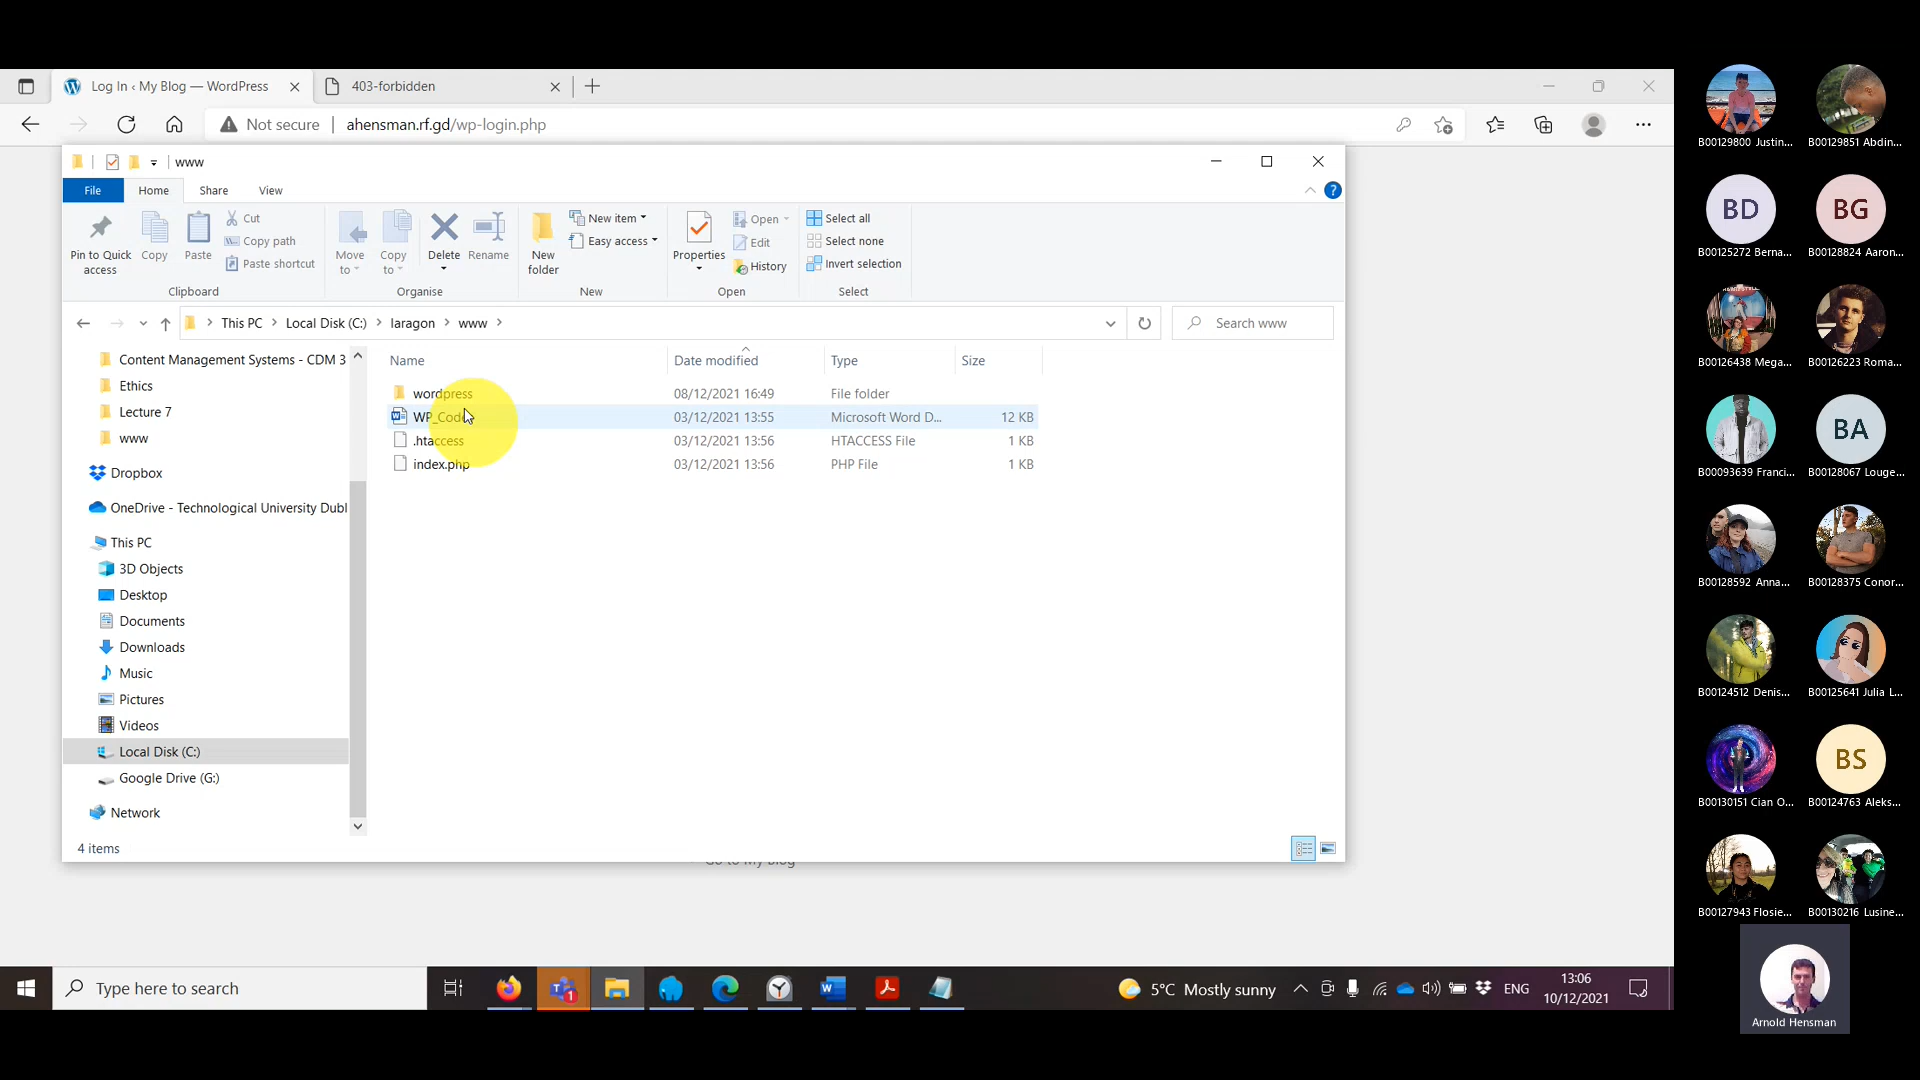 Log In ‹ My Blog — WordPress
403-forbidden
Not secure
ahensman.rf.gd/wp-login.php
www
File
Home
Share
View
Pin to Quick access
Copy
Paste
Cut
Copy path
Paste shortcut
Clipboard
Move to
Copy to
Delete
Rename
Organise
New folder
New item
Easy access
New
Properties
Open
Edit
History
Open
Select all
Select none
Invert selection
Select
This PC
Local Disk (C:)
laragon
www
Search www
Content Management Systems - CDM 3
Ethics
Lecture 7
www
Dropbox
OneDrive - Technological University Dubl
This PC
3D Objects
Desktop
Documents
Downloads
Music
Pictures
Videos
Local Disk (C:)
Google Drive (G:)
Network
Name Date modified Type Size
wordpress 08/12/2021 16:49 File folder
WP_Code 03/12/2021 13:55 Microsoft Word D... 12 KB
.htaccess 03/12/2021 13:56 HTACCESS File 1 KB
index.php 03/12/2021 13:56 PHP File 1 KB
4 items
Go to My Blog
Type here to search
1
5°C Mostly sunny
ENG
13:06
10/12/2021
B00129800 Justin...
B00129851 Abdin...
BD
B00125272 Berna...
BG
B00128824 Aaron...
B00126438 Mega...
B00126223 Roma...
B00093639 Franci...
BA
B00128067 Louge...
B00128592 Anna...
B00128375 Conor...
B00124512 Denis...
B00125641 Julia L...
B00130151 Cian O...
BS
B00124763 Aleks...
B00127943 Flosie...
B00130216 Lusine...
Arnold Hensman